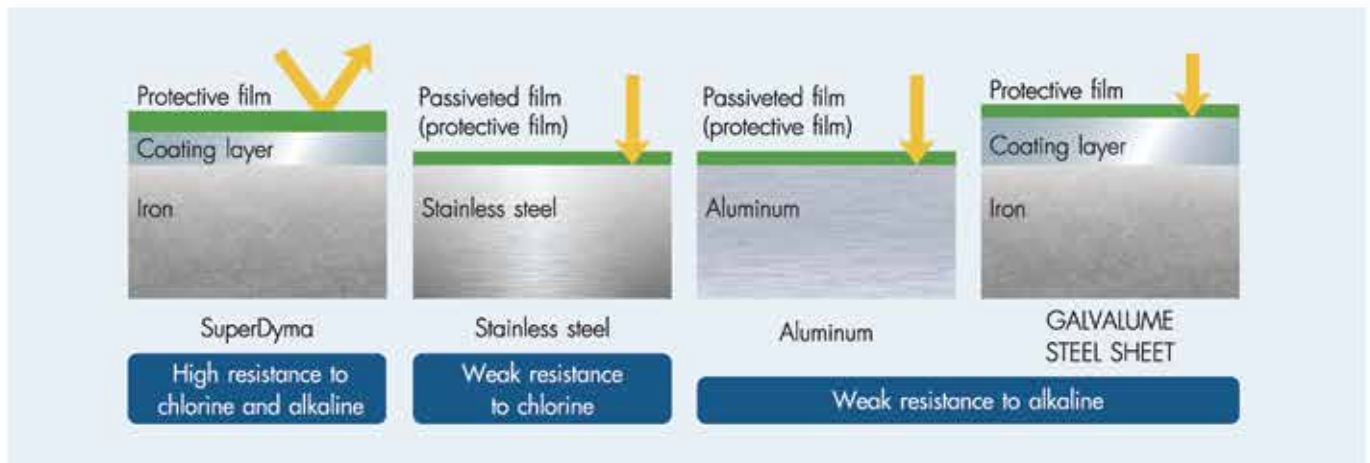 Protective film
Coating layer
Iron
SuperDyma
High resistance to
chlorine and alkaline
Passiveted film
(protective film)
Stainless steel
Stainless steel
Weak resistance
to chlorine
Passiveted film
(protective film)
Aluminum
Aluminum
Protective film
Coating layer
Iron
GALVALUME
STEEL SHEET
Weak resistance to alkaline